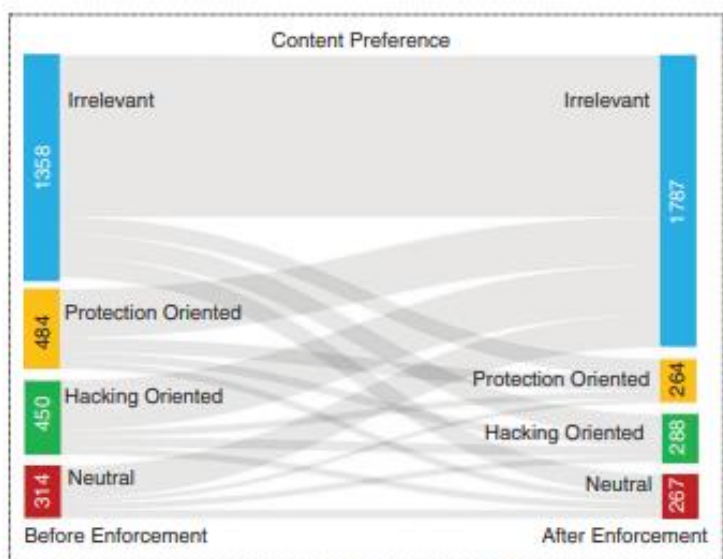 Content Preference
Irrelevant
Irrelevant
1358
1787
Protection Oriented
484
Protection Oriented
264
Hacking Oriented
450
Hacking Oriented
288
Neutral
314
Neutral
267
Before Enforcement
After Enforcement